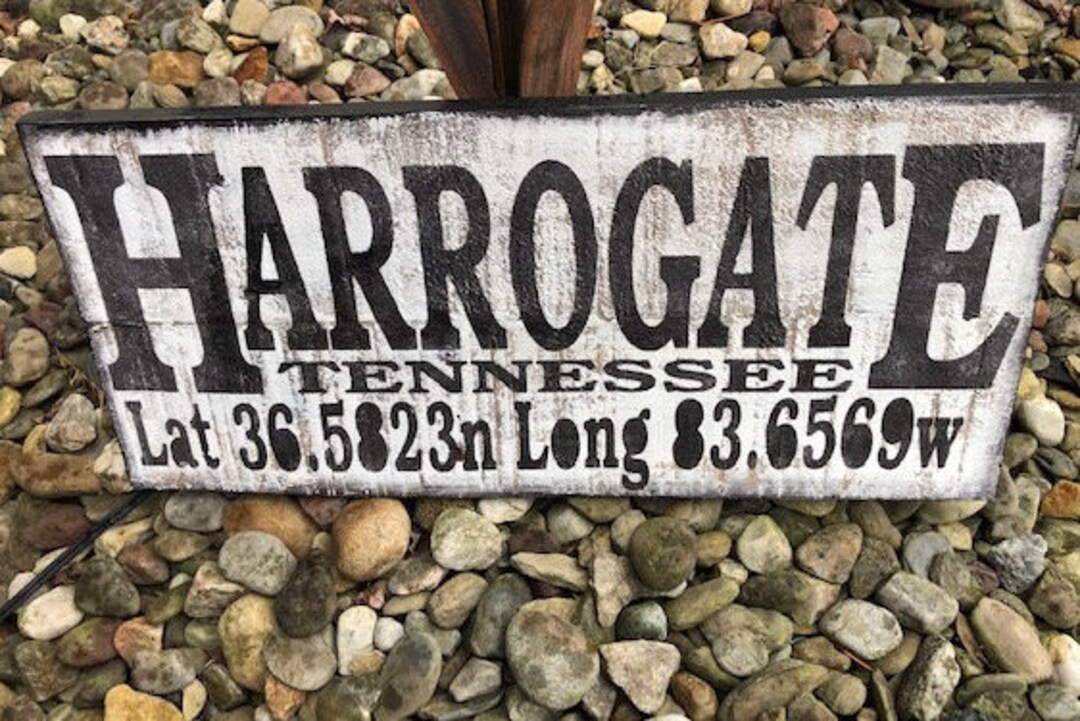 HARROGATE
TENNESSEE
Lat 36.5823n Long 83.6569w